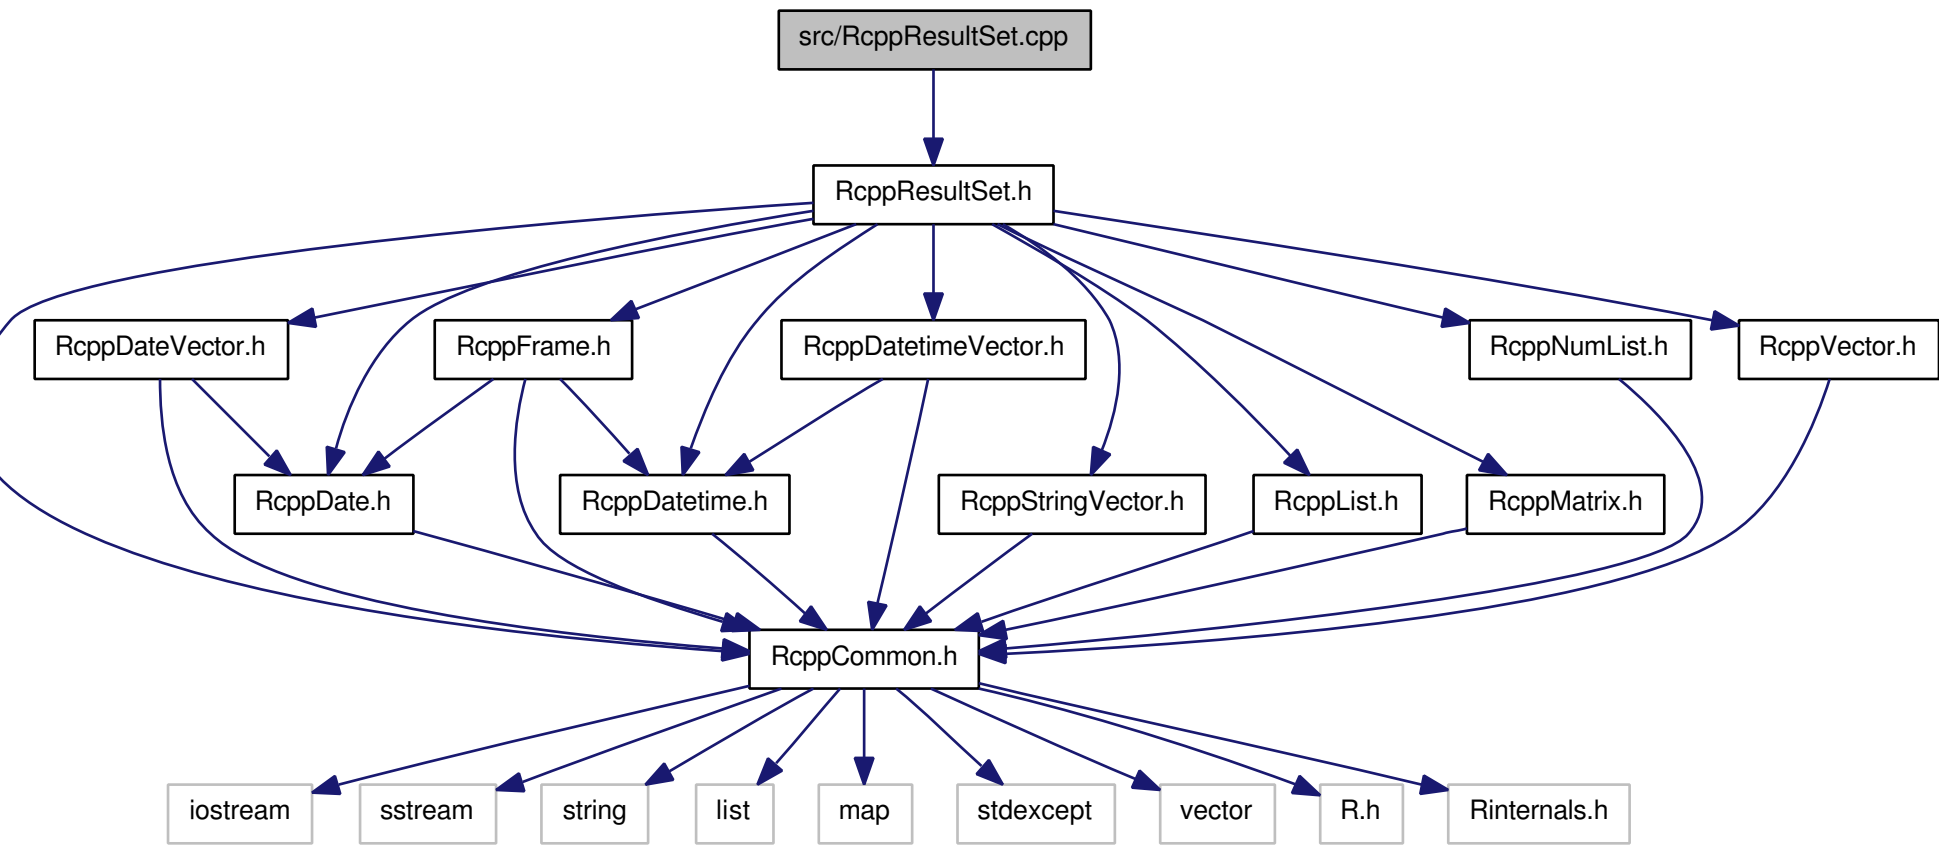 src/RcppResultSet.cpp
RcppResultSet.h
RcppDateVector.h
RcppFrame.h
RcppDatetimeVector.h
RcppNumList.h
RcppVector.h
RcppDate.h
RcppDatetime.h
RcppStringVector.h
RcppList.h
RcppMatrix.h
RcppCommon.h
iostream
sstream
string
list
map
stdexcept
vector
R.h
Rinternals.h